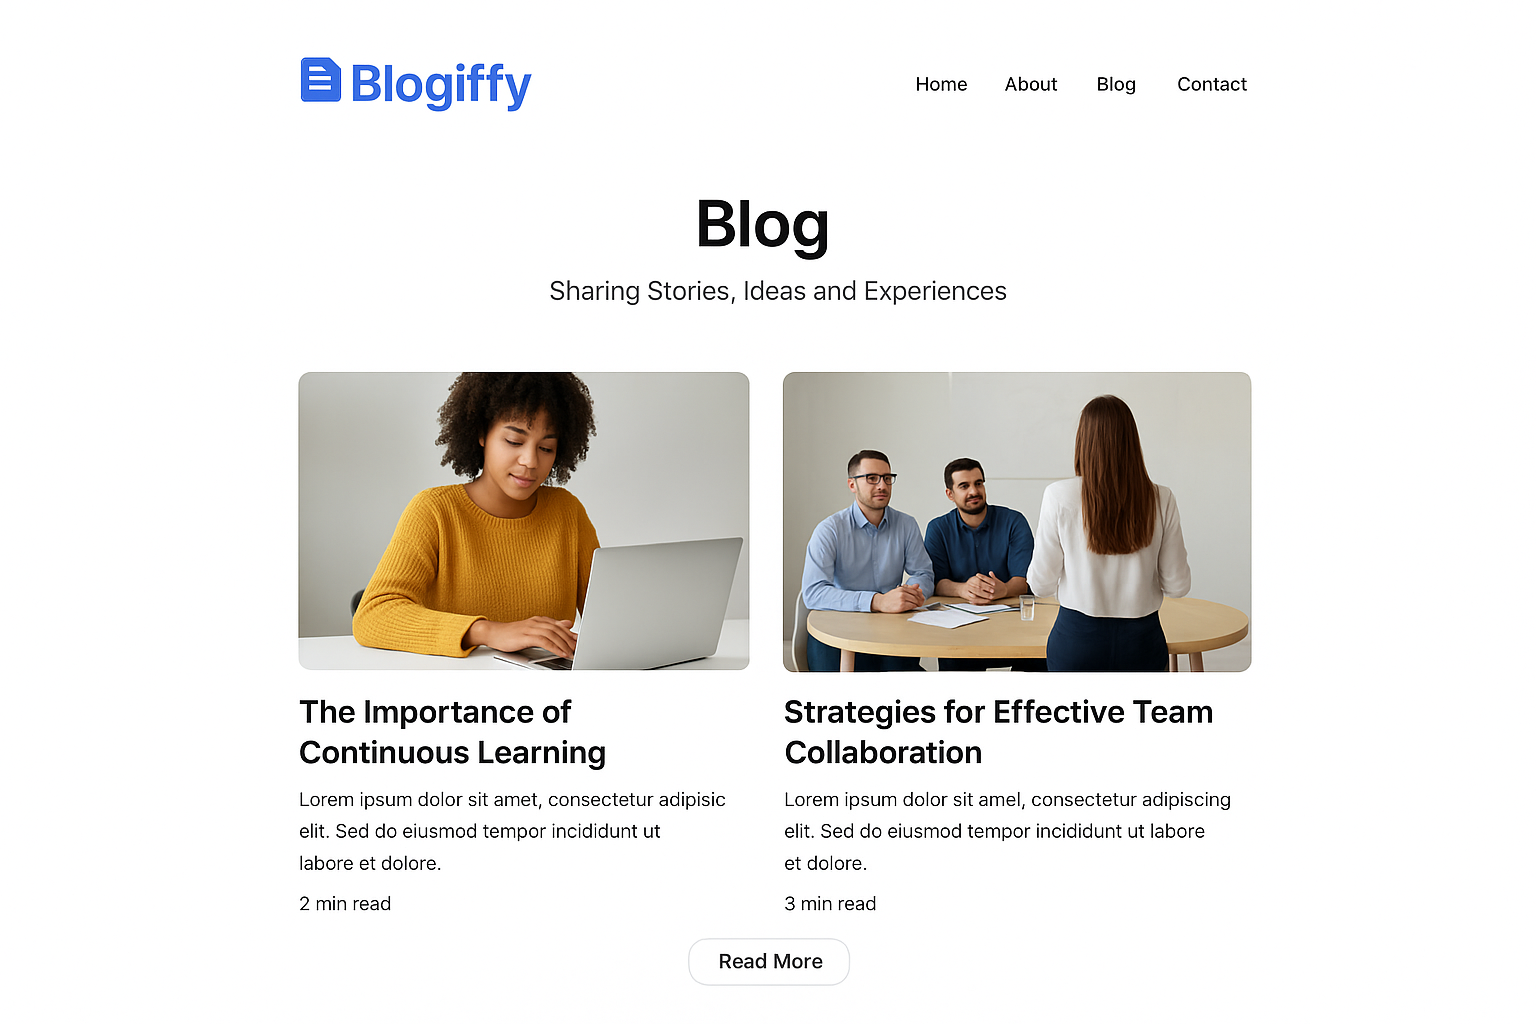 Blogiffy
Home About Blog Contact
Blog
Sharing Stories, Ideas and Experiences
The Importance of
Continuous Learning
Lorem ipsum dolor sit amet, consectetur adipisic
elit. Sed do eiusmod tempor incididunt ut
labore et dolore.
2 min read
Strategies for Effective Team
Collaboration
Lorem ipsum dolor sit amel, consectetur adipiscing
elit. Sed do eiusmod tempor incididunt ut labore
et dolore.
3 min read
Read More